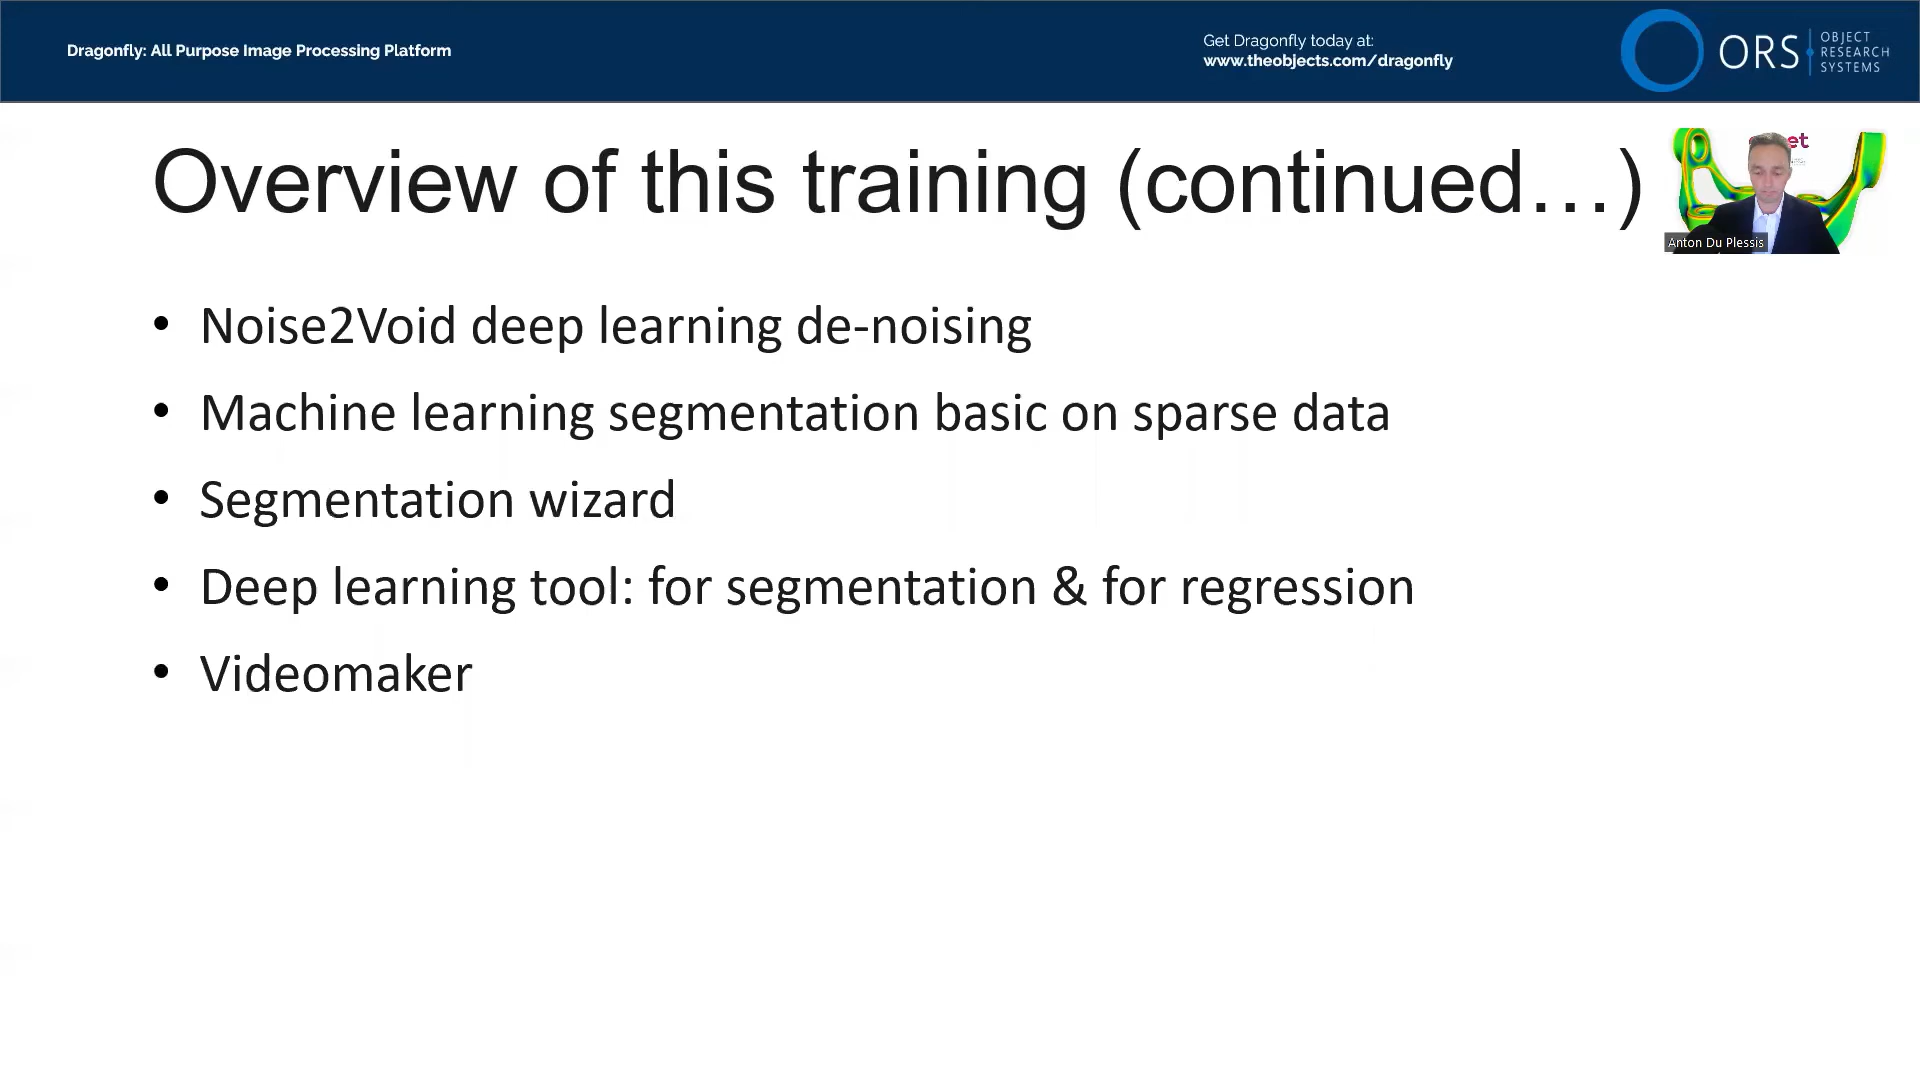 Dragonfly: All Purpose Image Processing Platform
Get Dragonfly today at:
www.theobjects.com/dragonfly
ORS
OBJECT
RESEARCH
SYSTEMS
Overview of this training (continued…)
Anton Du Plessis
• Noise2Void deep learning de-noising
• Machine learning segmentation basic on sparse data
• Segmentation wizard
• Deep learning tool: for segmentation & for regression
• Videomaker